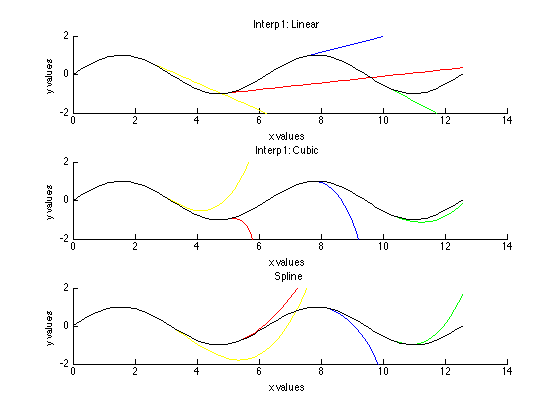 Interp1: Linear
2
0
-2
y values
0 2 4 6 8 10 12 14
x values
Interp1: Cubic
2
0
-2
y values
0 2 4 6 8 10 12 14
x values
Spline
2
0
-2
y values
0 2 4 6 8 10 12 14
x values